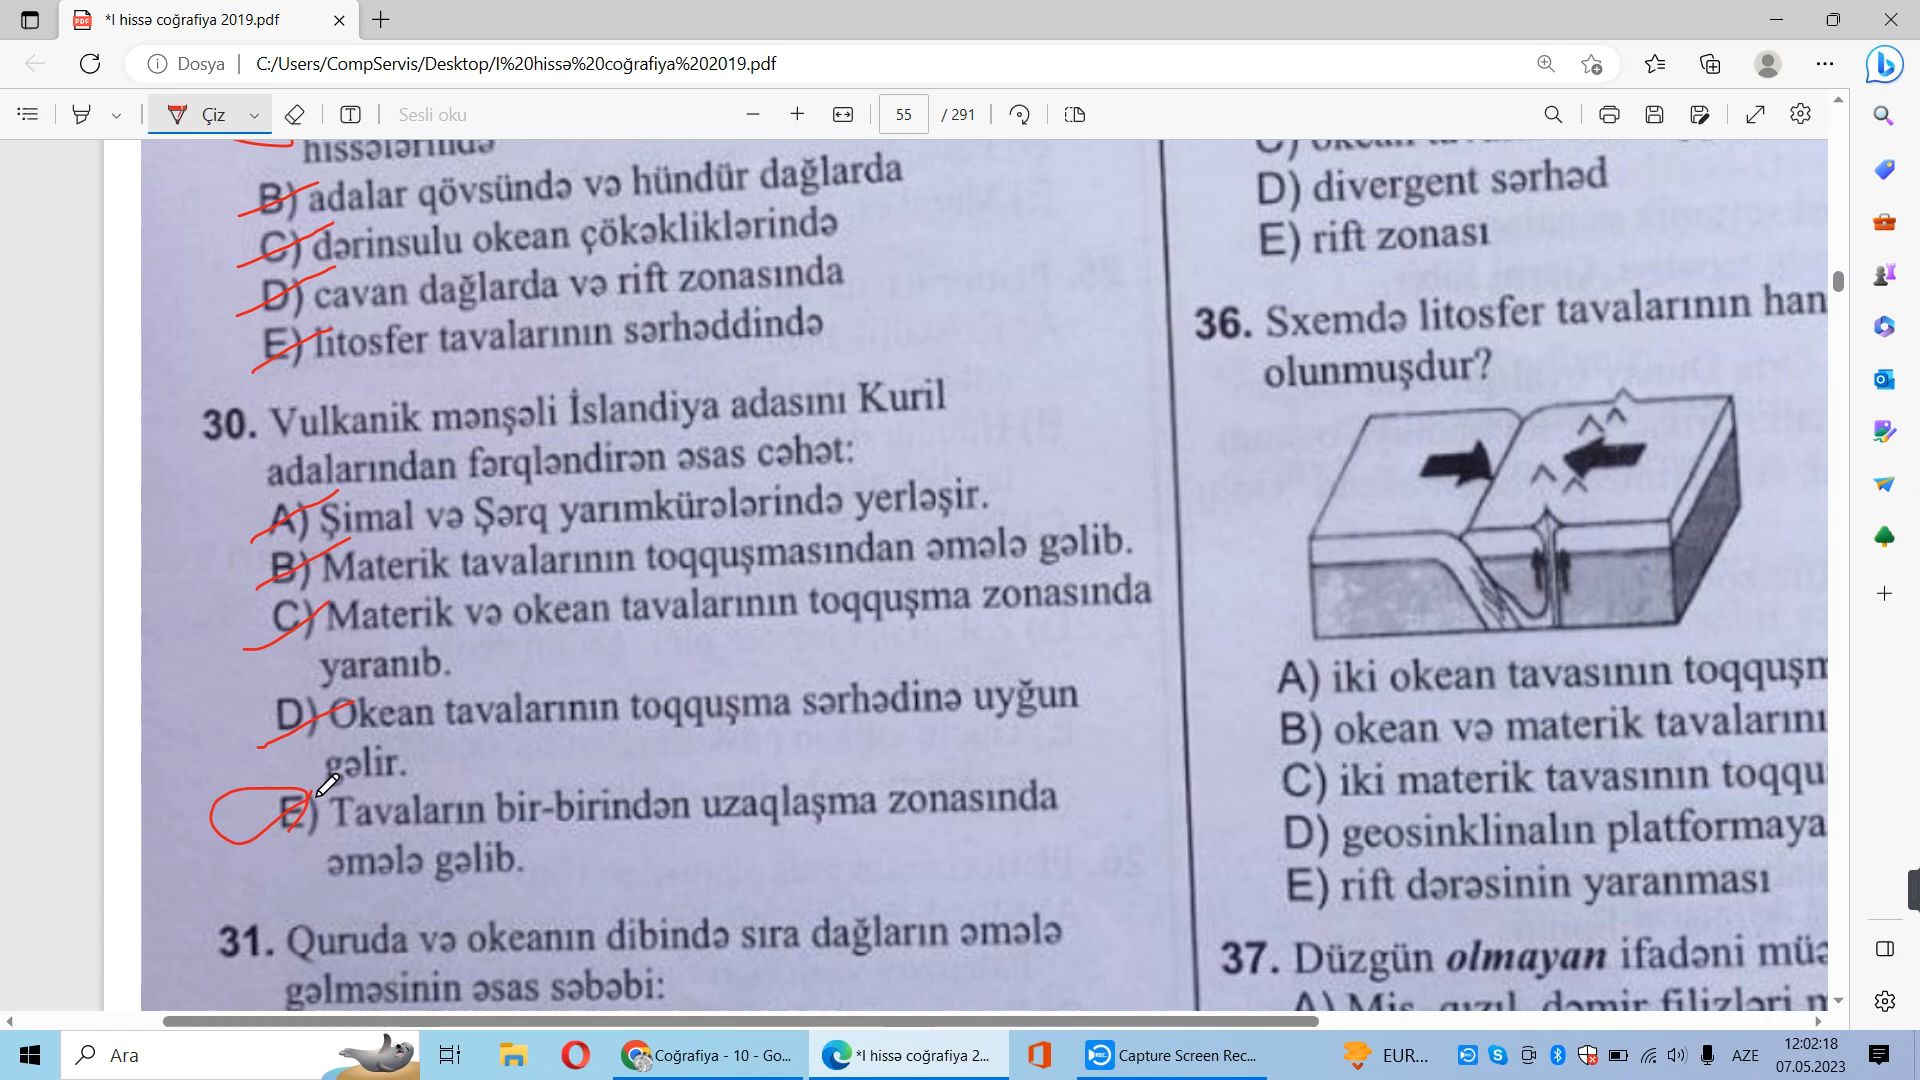 *I hissə coğrafiya 2019.pdf
Dosya
C:/Users/CompServis/Desktop/I%20hissə%20coğrafiya%202019.pdf
Çiz
Sesli oku
55 / 291
hissələrində
B) adalar qövsündə və hündür dağlarda
C) dərinsulu okean çökəkliklərində
D) cavan dağlarda və rift zonasında
E) litosfer tavalarının sərhəddində
30. Vulkanik mənşəli İslandiya adasını Kuril
adalarından fərqləndirən əsas cəhət:
A) Şimal və Şərq yarımkürələrində yerləşir.
B) Materik tavalarının toqquşmasından əmələ gəlib.
C) Materik və okean tavalarının toqquşma zonasında
yaranıb.
D) Okean tavalarının toqquşma sərhədinə uyğun
gəlir.
E) Tavaların bir-birindən uzaqlaşma zonasında
əmələ gəlib.
31. Quruda və okeanın dibində sıra dağların əmələ
gəlməsinin əsas səbəbi:
D) divergent sərhəd
E) rift zonası
36. Sxemdə litosfer tavalarının han
olunmuşdur?
A) iki okean tavasının toqquşm
B) okean və materik tavalarını
C) iki materik tavasının toqqu
D) geosinklinalın platformaya
E) rift dərəsinin yaranması
37. Düzgün olmayan ifadəni müə
A) Mis, qızıl, dəmir filizləri m
Ara
Coğrafiya - 10 - Go...
*I hissə coğrafiya 2...
Capture Screen Rec...
EUR...
AZE
12:02:18
07.05.2023